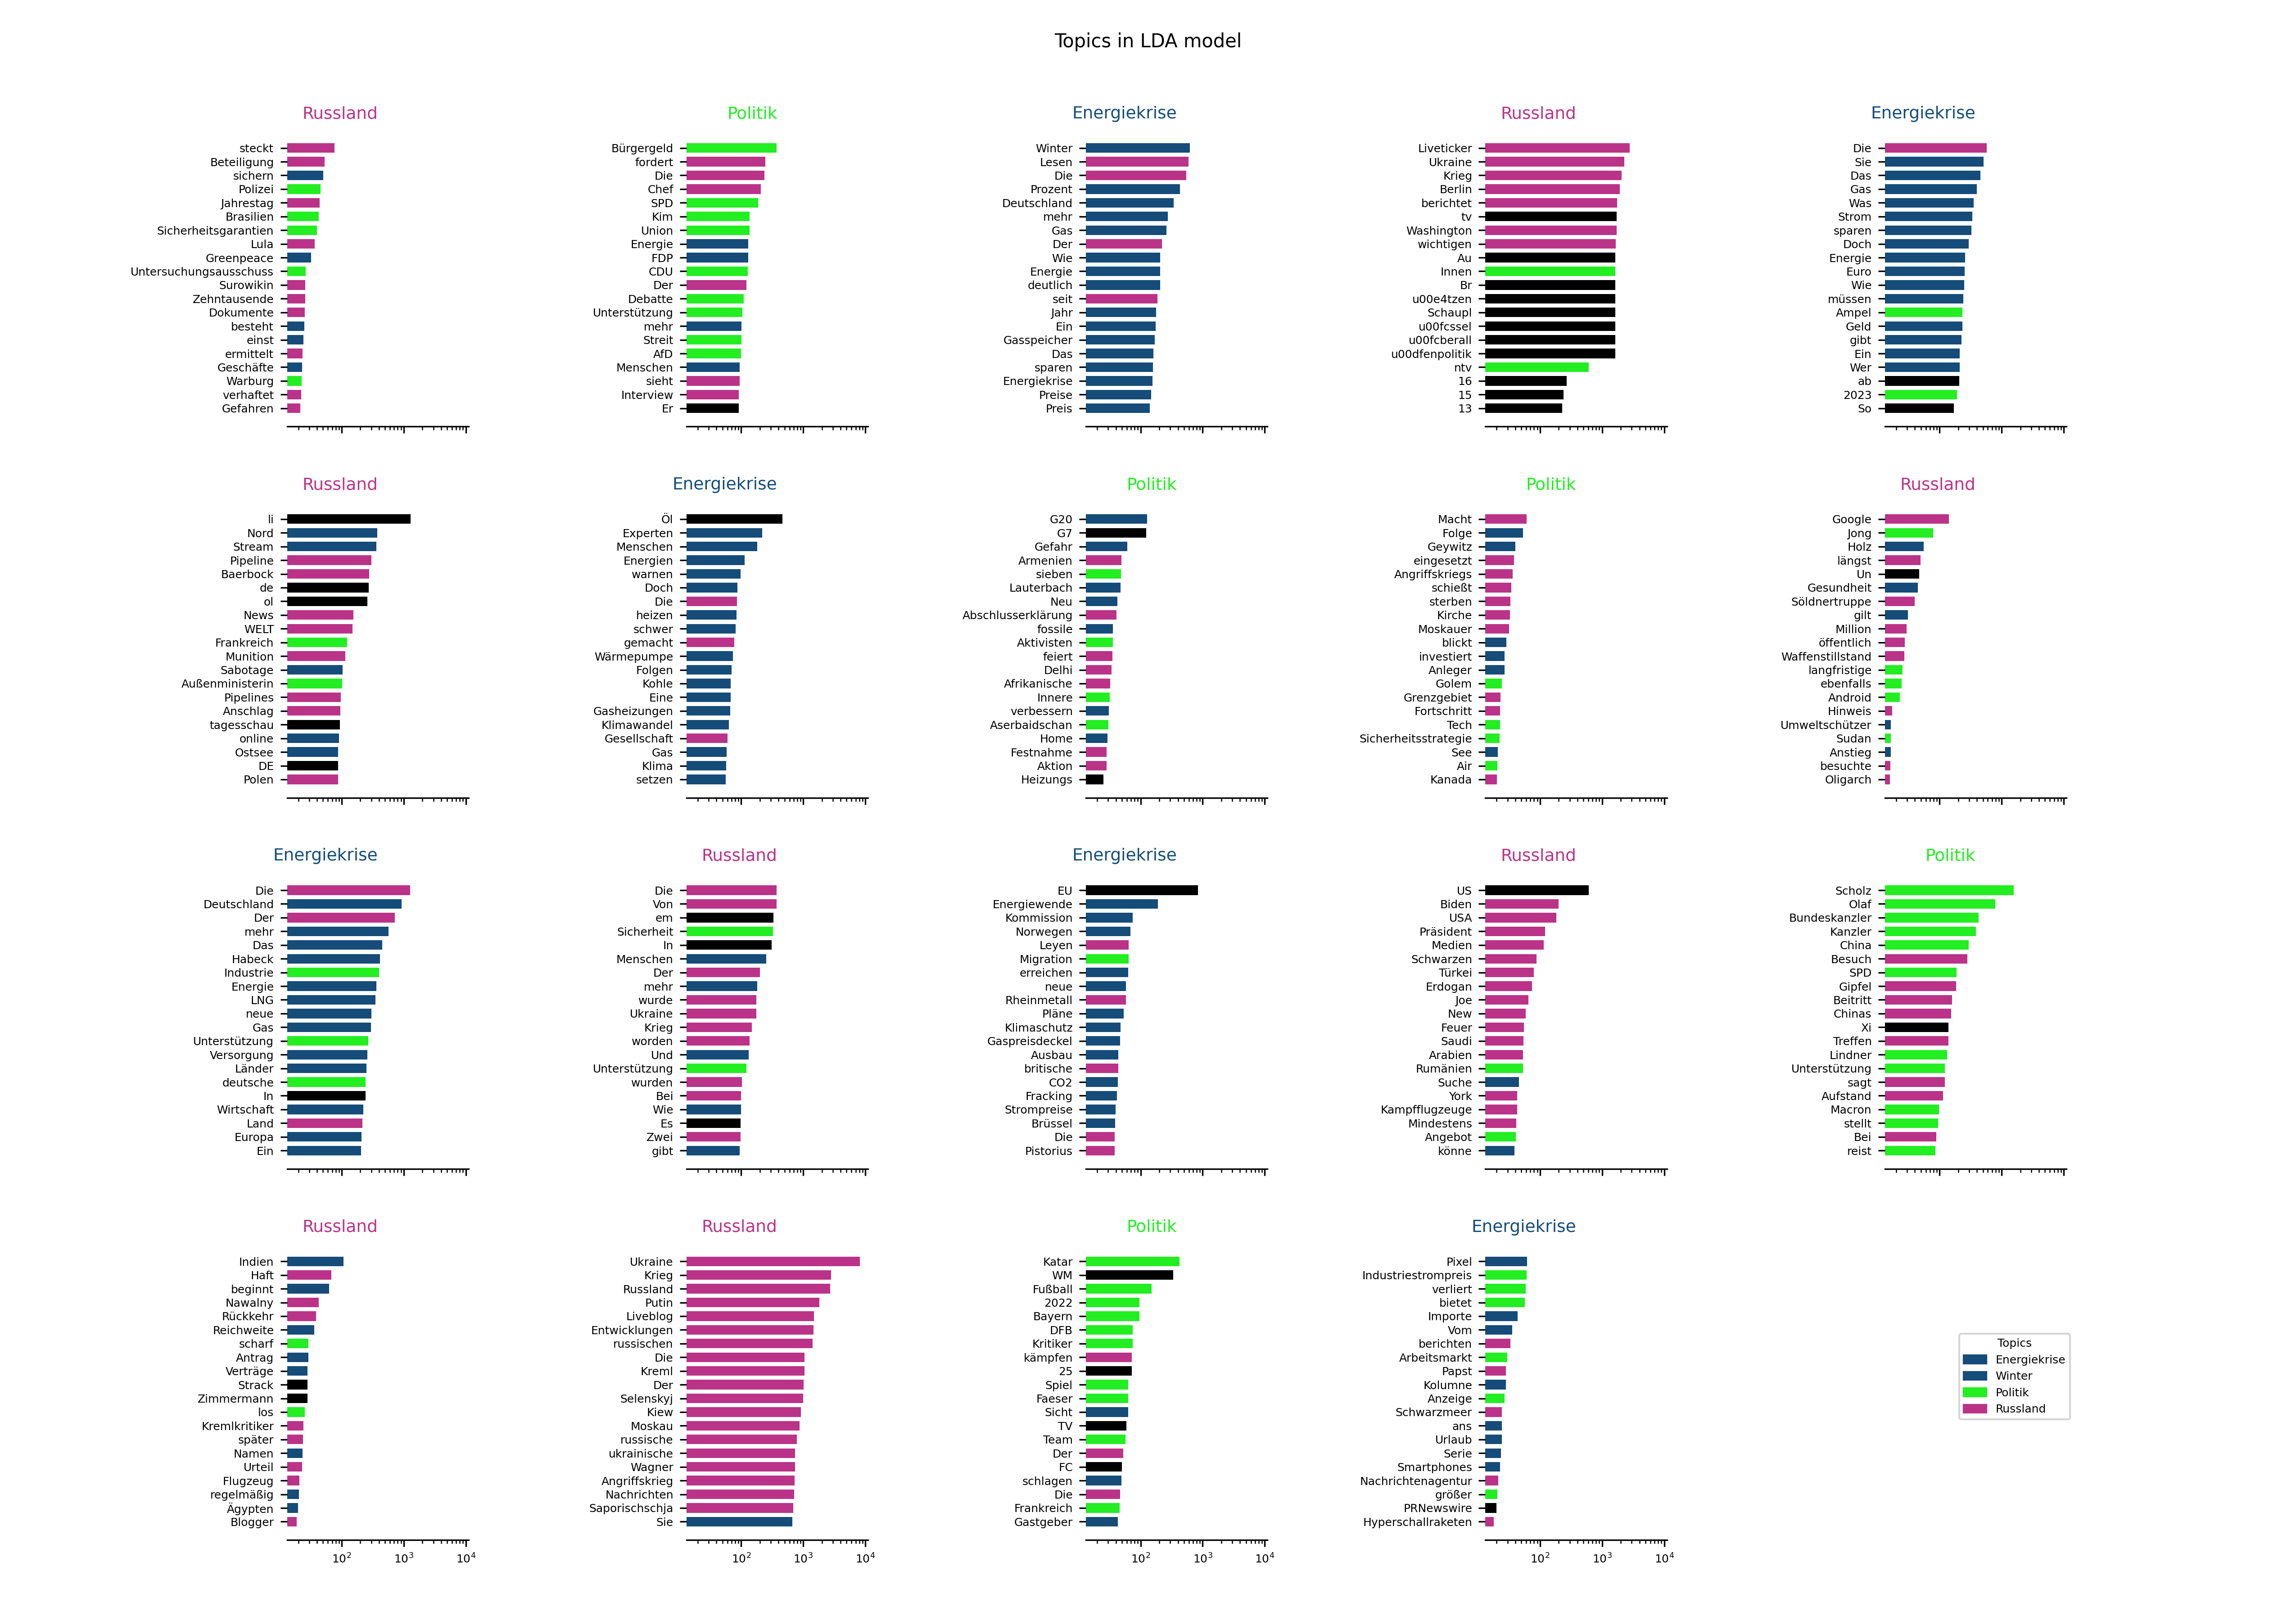 Topics in LDA model
Russland
steckt
Beteiligung
sichern
Polizei
Jahrestag
Brasilien
Sicherheitsgarantien
Lula
Greenpeace
Untersuchungsausschuss
Surowikin
Zehntausende
Dokumente
besteht
einst
ermittelt
Geschäfte
Warburg
verhaftet
Gefahren
Politik
Bürgergeld
fordert
Die
Chef
SPD
Kim
Union
Energie
FDP
CDU
Der
Debatte
Unterstützung
mehr
Streit
AfD
Menschen
sieht
Interview
Er
Energiekrise
Winter
Lesen
Die
Prozent
Deutschland
mehr
Gas
Der
Wie
Energie
deutlich
seit
Jahr
Ein
Gasspeicher
Das
sparen
Energiekrise
Preise
Preis
Russland
Liveticker
Ukraine
Krieg
Berlin
berichtet
tv
Washington
wichtigen
Au
Innen
Br
u00e4tzen
Schaupl
u00fcssel
u00fcberall
u00dfenpolitik
ntv
16
15
13
Energiekrise
Die
Sie
Das
Gas
Was
Strom
sparen
Doch
Energie
Euro
Wie
müssen
Ampel
Geld
gibt
Ein
Wer
ab
2023
So
Russland
li
Nord
Stream
Pipeline
Baerbock
de
ol
News
WELT
Frankreich
Munition
Sabotage
Außenministerin
Pipelines
Anschlag
tagesschau
online
Ostsee
DE
Polen
Energiekrise
Öl
Experten
Menschen
Energien
warnen
Doch
Die
heizen
schwer
gemacht
Wärmepumpe
Folgen
Kohle
Eine
Gasheizungen
Klimawandel
Gesellschaft
Gas
Klima
setzen
Politik
G20
G7
Gefahr
Armenien
sieben
Lauterbach
Neu
Abschlusserklärung
fossile
Aktivisten
feiert
Delhi
Afrikanische
Innere
verbessern
Aserbaidschan
Home
Festnahme
Aktion
Heizungs
Politik
Macht
Folge
Geywitz
eingesetzt
Angriffskriegs
schießt
sterben
Kirche
Moskauer
blickt
investiert
Anleger
Golem
Grenzgebiet
Fortschritt
Tech
Sicherheitsstrategie
See
Air
Kanada
Russland
Google
Jong
Holz
längst
Un
Gesundheit
Söldnertruppe
gilt
Million
öffentlich
Waffenstillstand
langfristige
ebenfalls
Android
Hinweis
Umweltschützer
Sudan
Anstieg
besuchte
Oligarch
Energiekrise
Die
Deutschland
Der
mehr
Das
Habeck
Industrie
Energie
LNG
neue
Gas
Unterstützung
Versorgung
Länder
deutsche
In
Wirtschaft
Land
Europa
Ein
Russland
Die
Von
em
Sicherheit
In
Menschen
Der
mehr
wurde
Ukraine
Krieg
worden
Und
Unterstützung
wurden
Bei
Wie
Es
Zwei
gibt
Energiekrise
EU
Energiewende
Kommission
Norwegen
Leyen
Migration
erreichen
neue
Rheinmetall
Pläne
Klimaschutz
Gaspreisdeckel
Ausbau
britische
CO2
Fracking
Strompreise
Brüssel
Die
Pistorius
Russland
US
Biden
USA
Präsident
Medien
Schwarzen
Türkei
Erdogan
Joe
New
Feuer
Saudi
Arabien
Rumänien
Suche
York
Kampfflugzeuge
Mindestens
Angebot
könne
Politik
Scholz
Olaf
Bundeskanzler
Kanzler
China
Besuch
SPD
Gipfel
Beitritt
Chinas
Xi
Treffen
Lindner
Unterstützung
sagt
Aufstand
Macron
stellt
Bei
reist
Russland
Indien
Haft
beginnt
Nawalny
Rückkehr
Reichweite
scharf
Antrag
Verträge
Strack
Zimmermann
los
Kremlkritiker
später
Namen
Urteil
Flugzeug
regelmäßig
Ägypten
Blogger
10² 10³ 10⁴
Russland
Ukraine
Krieg
Russland
Putin
Liveblog
Entwicklungen
russischen
Die
Kreml
Der
Selenskyj
Kiew
Moskau
russische
ukrainische
Wagner
Angriffskrieg
Nachrichten
Saporischschja
Sie
10² 10³ 10⁴
Politik
Katar
WM
Fußball
2022
Bayern
DFB
Kritiker
kämpfen
25
Spiel
Faeser
Sicht
TV
Team
Der
FC
schlagen
Die
Frankreich
Gastgeber
10² 10³ 10⁴
Energiekrise
Pixel
Industriestrompreis
verliert
bietet
Importe
Vom
berichten
Arbeitsmarkt
Papst
Kolumne
Anzeige
Schwarzmeer
ans
Urlaub
Serie
Smartphones
Nachrichtenagentur
größer
PRNewswire
Hyperschallraketen
10² 10³ 10⁴
Topics
Energiekrise
Winter
Politik
Russland